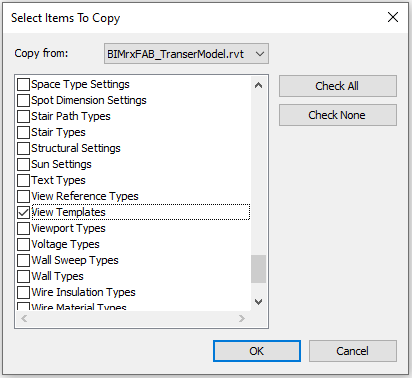 Select Items To Copy
Copy from: BIMrxFAB_TranserModel.rvt
Space Type Settings
Spot Dimension Settings
Stair Path Types
Stair Types
Structural Settings
Sun Settings
Text Types
View Reference Types
View Templates
Viewport Types
Voltage Types
Wall Sweep Types
Wall Types
Wire Insulation Types
Wire Material Types
Check All
Check None
OK
Cancel